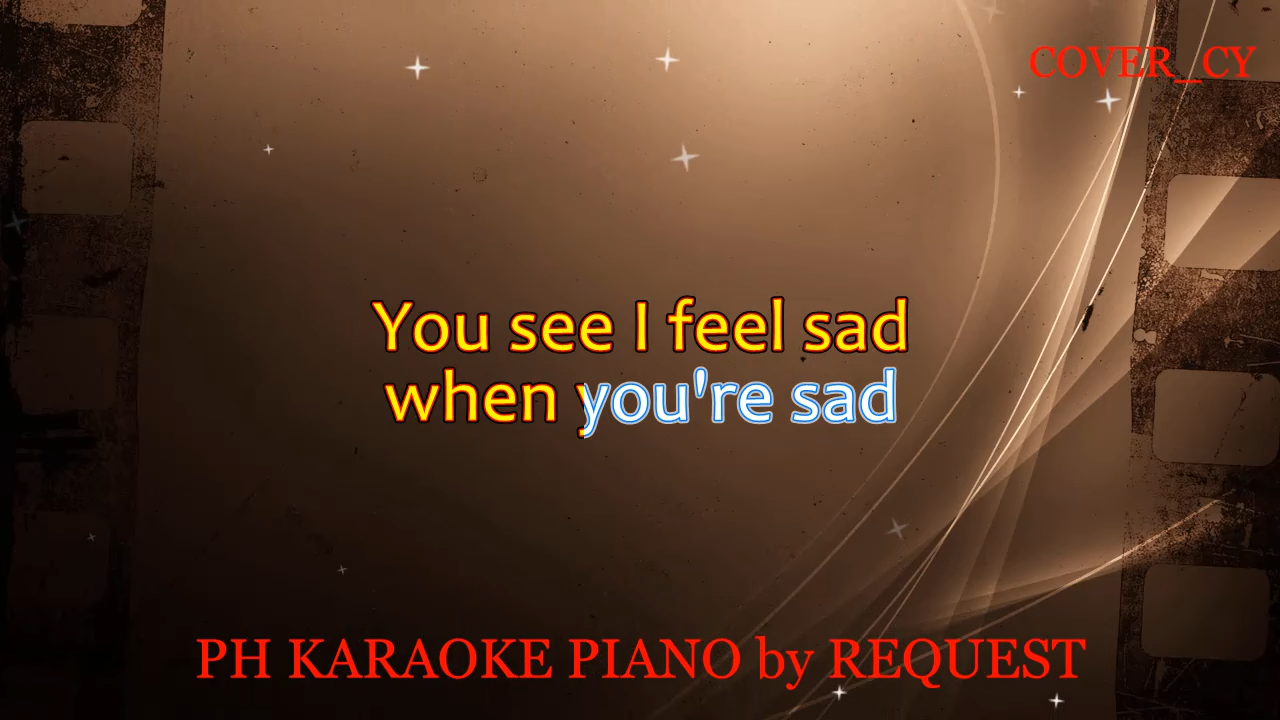 COVER_CY
You see I feel sad
when you're sad
PH KARAOKE PIANO by REQUEST